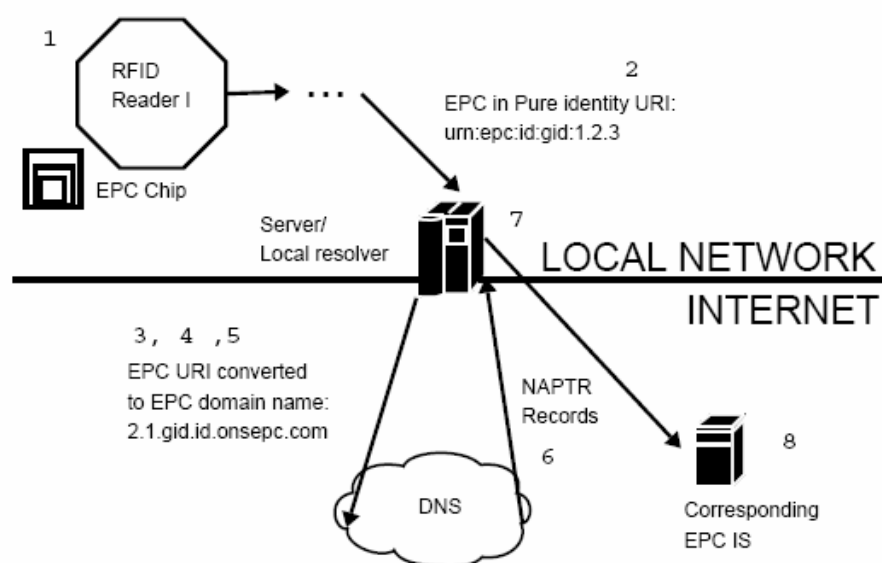 1
RFID
Reader I
...
2
EPC in Pure identity URI:
urn:epc:id:gid:1.2.3
EPC Chip
Server/
Local resolver
7
LOCAL NETWORK
INTERNET
3, 4 ,5
EPC URI converted
to EPC domain name:
2.1.gid.id.onsepc.com
NAPTR
Records
6
DNS
8
Corresponding
EPC IS